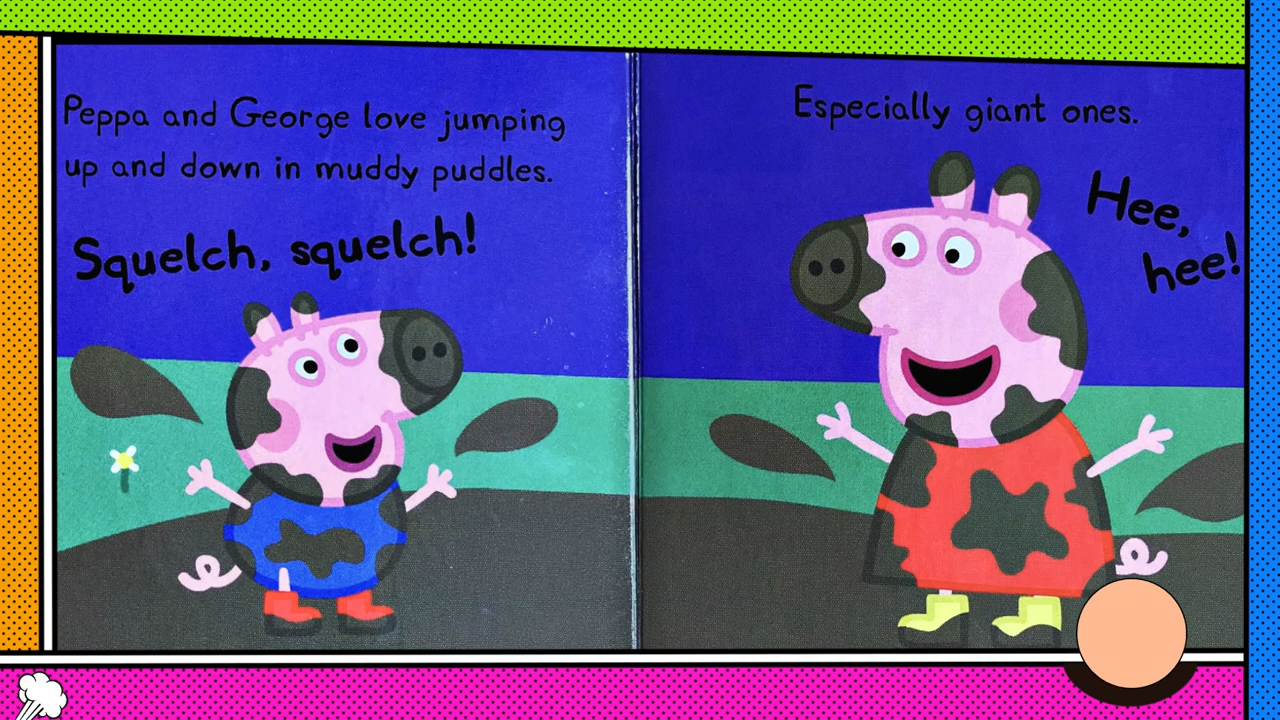 Peppa and George love jumping
up and down in muddy puddles.
Squelch, squelch!
Especially giant ones.
Hee,
hee!